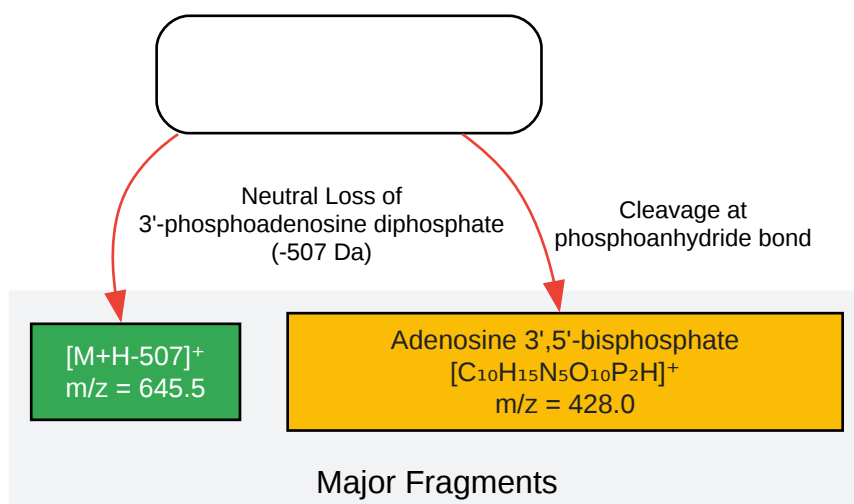 Neutral Loss of
3'-phosphoadenosine diphosphate
(-507 Da)
Cleavage at
phosphoanhydride bond
[M+H-507]⁺
m/z = 645.5
Adenosine 3',5'-bisphosphate
[C₁₀H₁₅N₅O₁₀P₂H]⁺
m/z = 428.0
Major Fragments